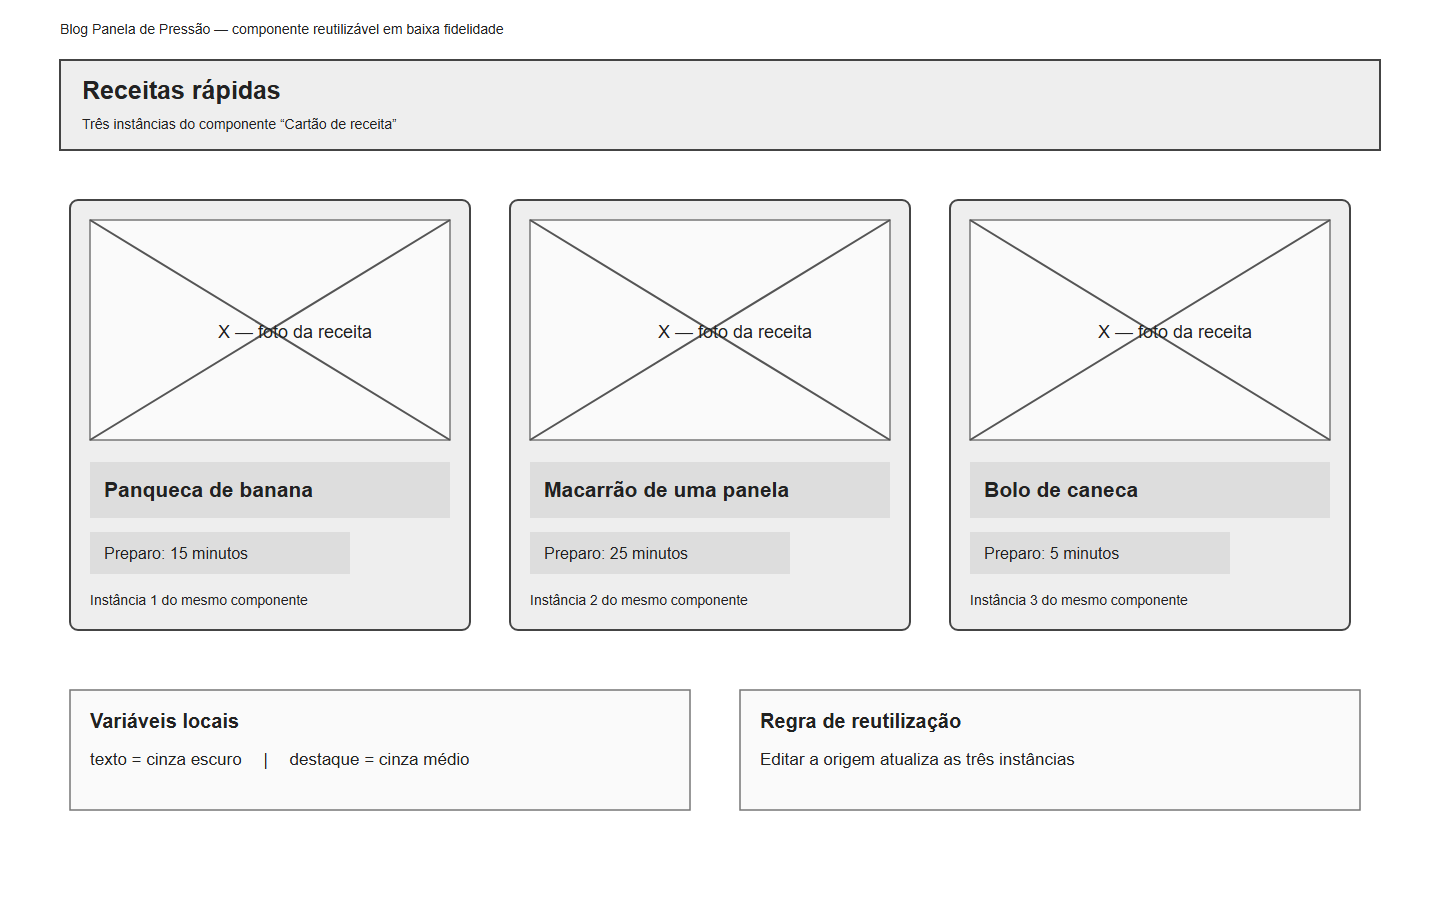 Blog Panela de Pressão — componente reutilizável em baixa fidelidade
Receitas rápidas
Três instâncias do componente “Cartão de receita”
X — foto da receita
Panqueca de banana
Preparo: 15 minutos
Instância 1 do mesmo componente
X — foto da receita
Macarrão de uma panela
Preparo: 25 minutos
Instância 2 do mesmo componente
X — foto da receita
Bolo de caneca
Preparo: 5 minutos
Instância 3 do mesmo componente
Variáveis locais
texto = cinza escuro | destaque = cinza médio
Regra de reutilização
Editar a origem atualiza as três instâncias